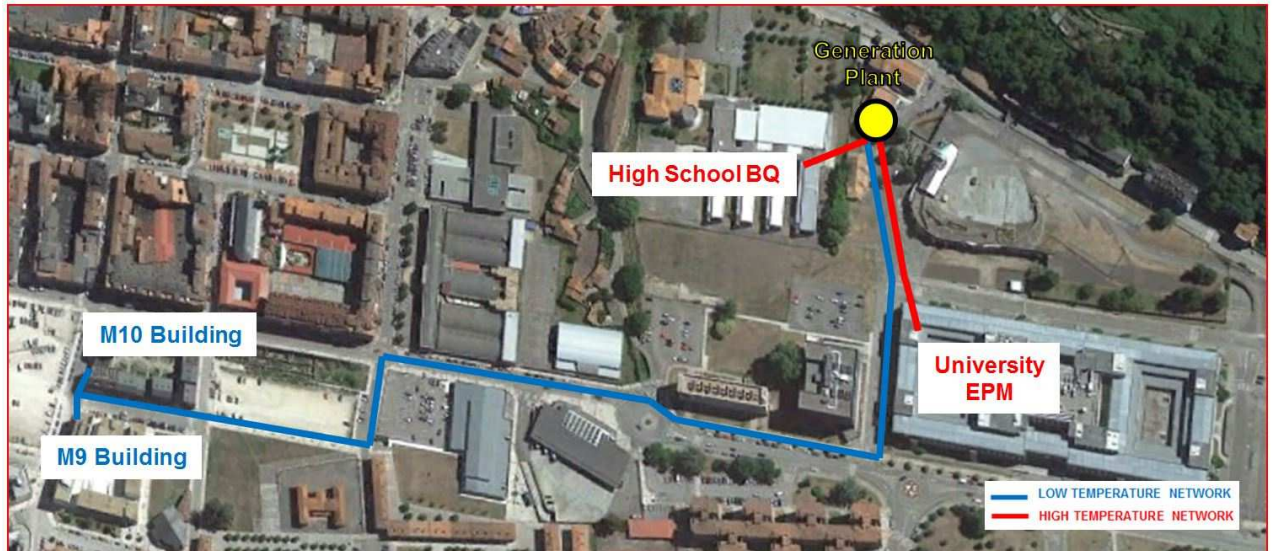 Generation
Plant
High School BQ
M10 Building
University
EPM
M9 Building
LOW TEMPERATURE NETWORK
HIGH TEMPERATURE NETWORK